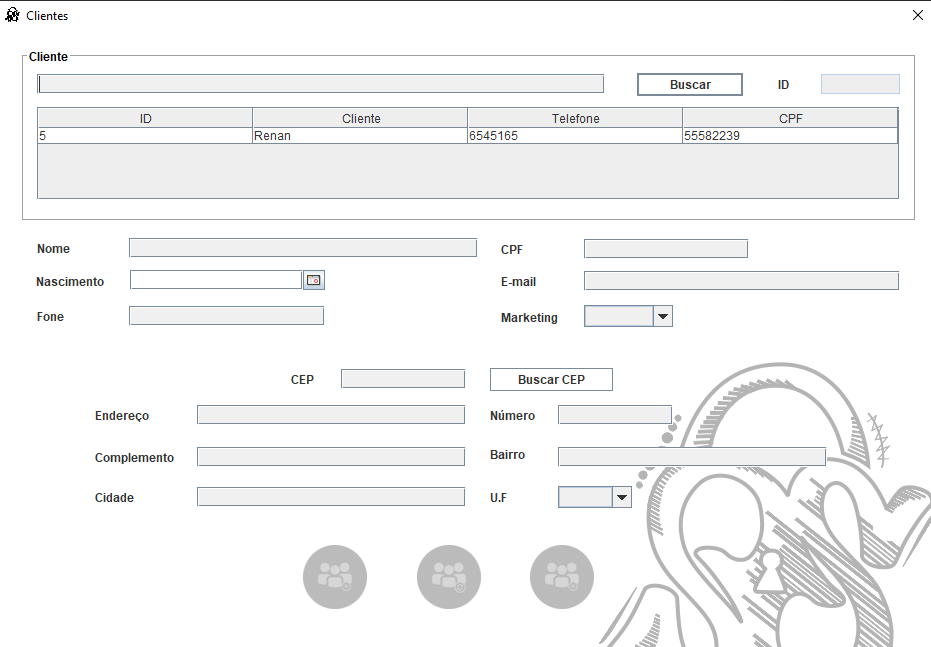 Clientes
Cliente
Buscar ID
ID Cliente Telefone CPF
5 Renan 6545165 55582239
Nome CPF
Nascimento E-mail
Fone Marketing
CEP Buscar CEP
Endereço Número
Complemento Bairro
Cidade U.F